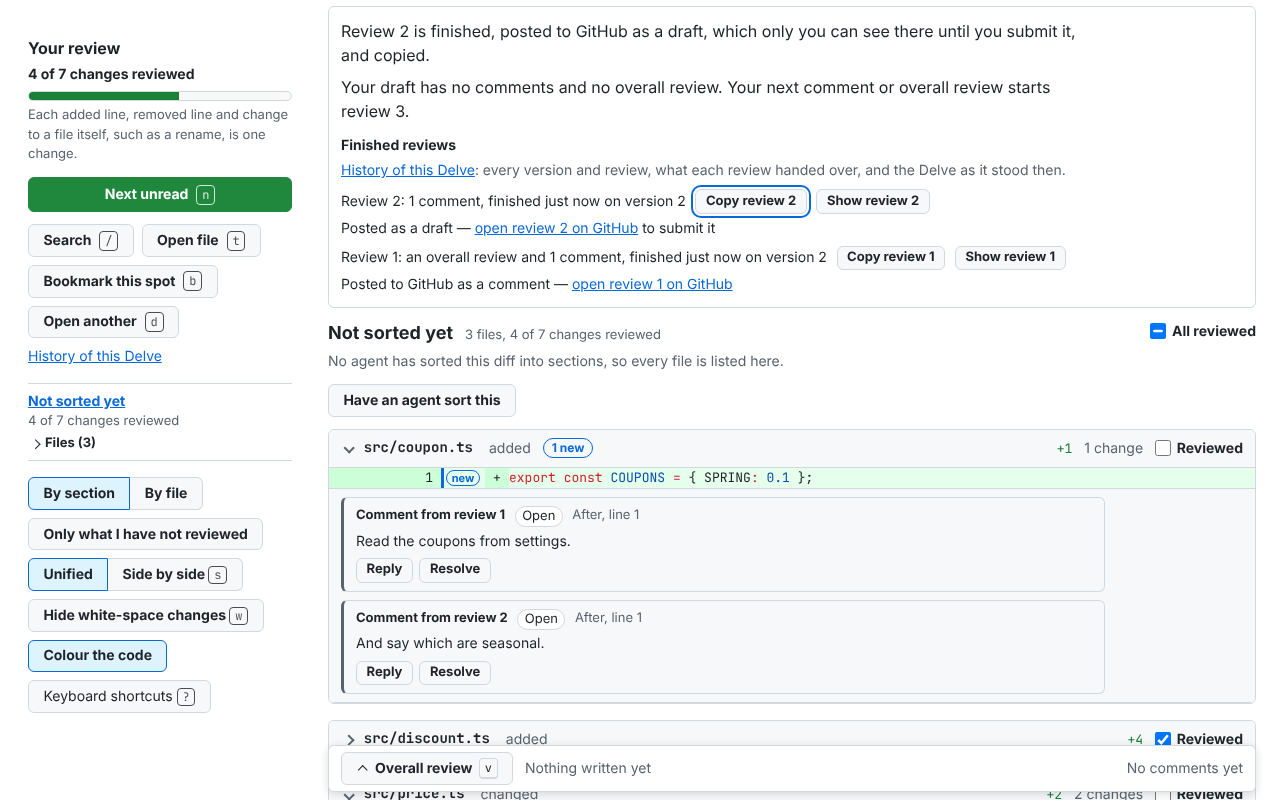 Your review
4 of 7 changes reviewed
Each added line, removed line and change
to a file itself, such as a rename, is one
change.
Next unread n
Search / Open file t
Bookmark this spot b
Open another d
History of this Delve
Not sorted yet
4 of 7 changes reviewed
Files (3)
By section By file
Only what I have not reviewed
Unified Side by side s
Hide white-space changes w
Colour the code
Keyboard shortcuts ?
Review 2 is finished, posted to GitHub as a draft, which only you can see there until you submit it,
and copied.
Your draft has no comments and no overall review. Your next comment or overall review starts
review 3.
Finished reviews
History of this Delve: every version and review, what each review handed over, and the Delve as it stood then.
Review 2: 1 comment, finished just now on version 2 Copy review 2 Show review 2
Posted as a draft — open review 2 on GitHub to submit it
Review 1: an overall review and 1 comment, finished just now on version 2 Copy review 1 Show review 1
Posted to GitHub as a comment — open review 1 on GitHub
Not sorted yet 3 files, 4 of 7 changes reviewed All reviewed
No agent has sorted this diff into sections, so every file is listed here.
Have an agent sort this
src/coupon.ts added 1 new +1 1 change Reviewed
1 new + export const COUPONS = { SPRING: 0.1 };
Comment from review 1 Open After, line 1
Read the coupons from settings.
Reply Resolve
Comment from review 2 Open After, line 1
And say which are seasonal.
Reply Resolve
src/discount.ts added +4 Reviewed
Overall review v Nothing written yet No comments yet
src/price.ts changed +2 2 changes Reviewed